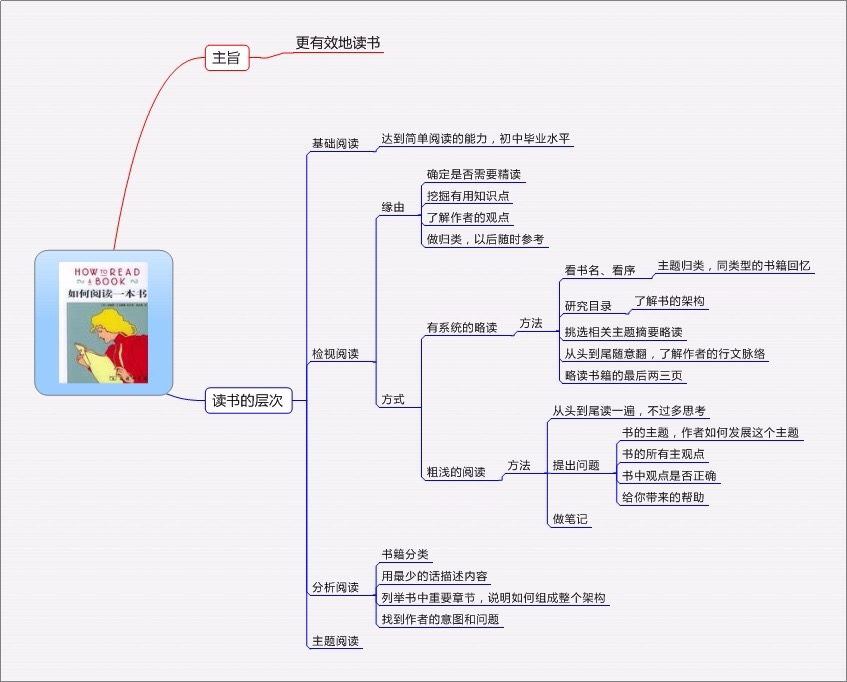 主旨
更有效地读书
HOW TO READ
A BOOK
如何阅读一本书
读书的层次
基础阅读
达到简单阅读的能力，初中毕业水平
检视阅读
缘由
确定是否需要精读
挖掘有用知识点
了解作者的观点
做归类，以后随时参考
方式
有系统的略读
方法
看书名、看序
主题归类，同类型的书籍回忆
研究目录
了解书的架构
挑选相关主题摘要略读
从头到尾随意翻，了解作者的行文脉络
略读书籍的最后两三页
粗浅的阅读
方法
从头到尾读一遍，不过多思考
提出问题
书的主题，作者如何发展这个主题
书的所有主观点
书中观点是否正确
给你带来的帮助
做笔记
分析阅读
书籍分类
用最少的话描述内容
列举书中重要章节，说明如何组成整个架构
找到作者的意图和问题
主题阅读